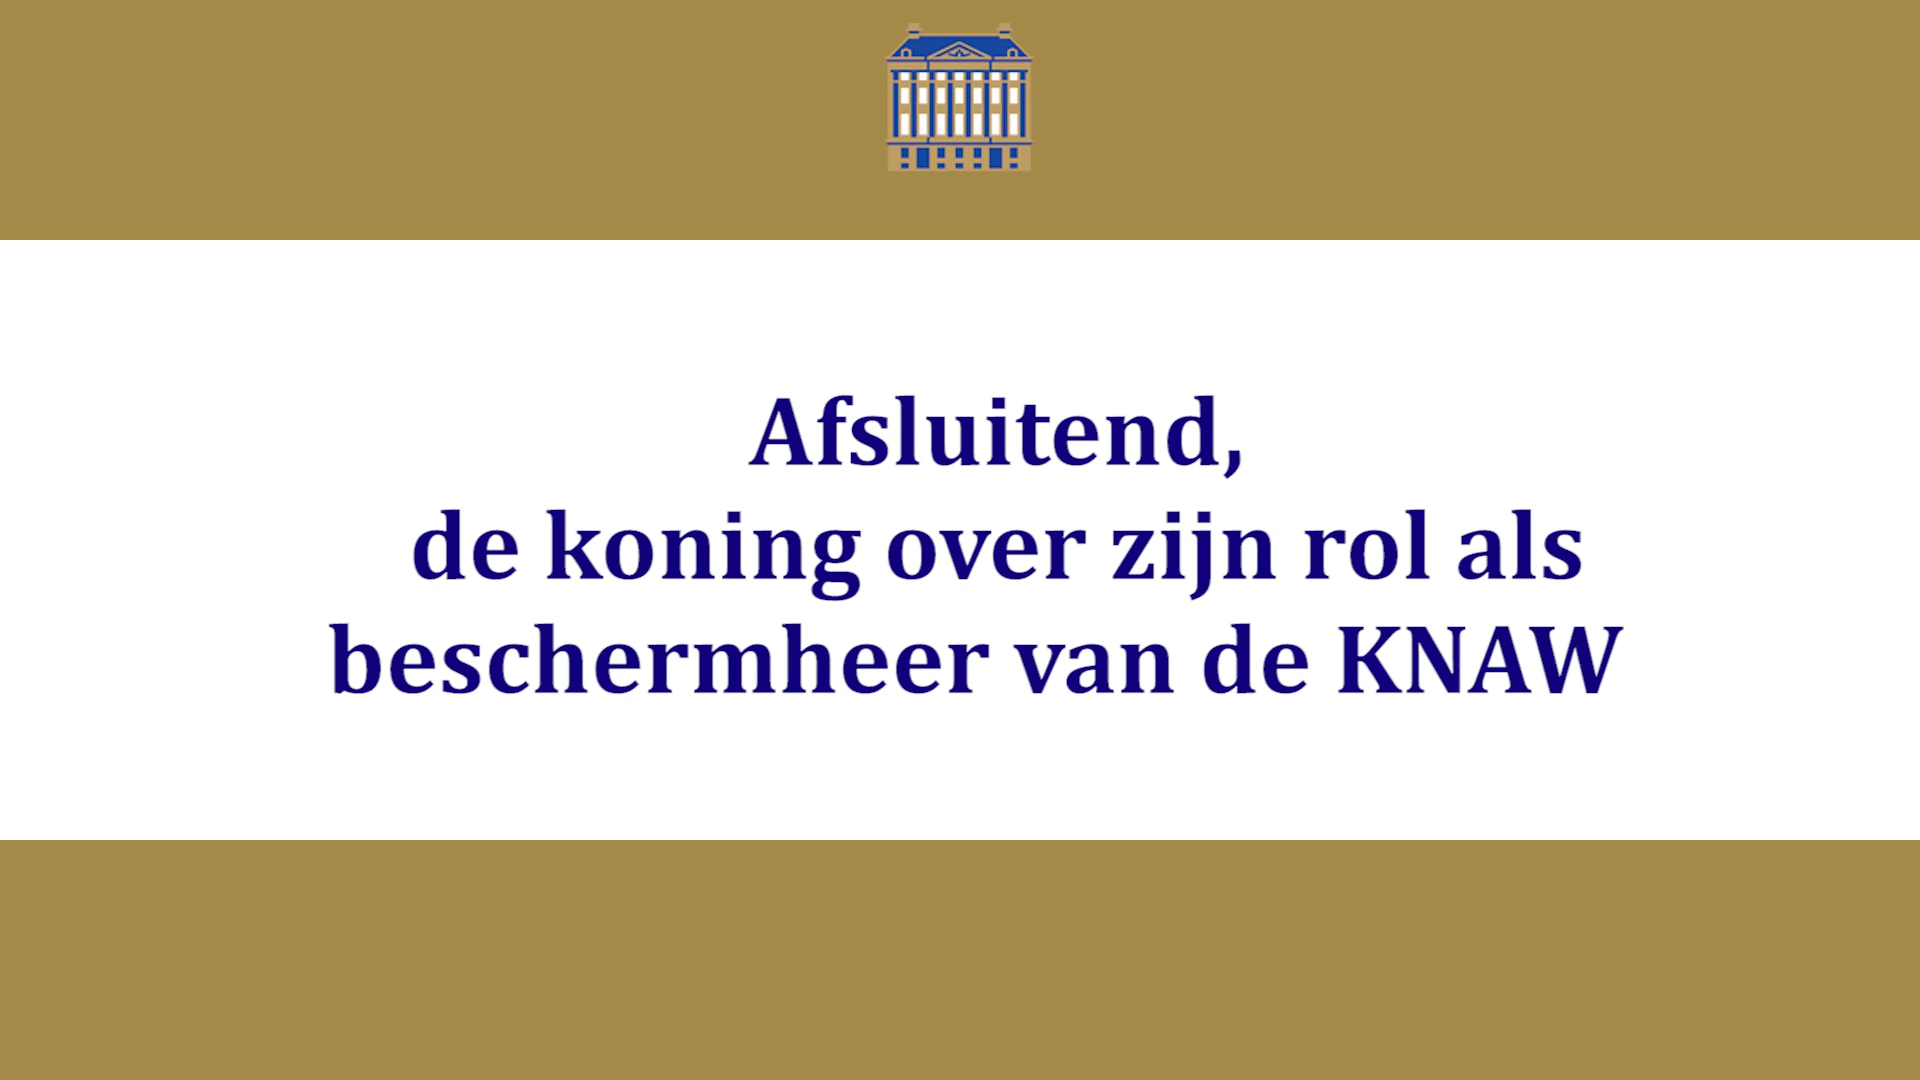 Afsluitend,
de koning over zijn rol als
beschermheer van de KNAW